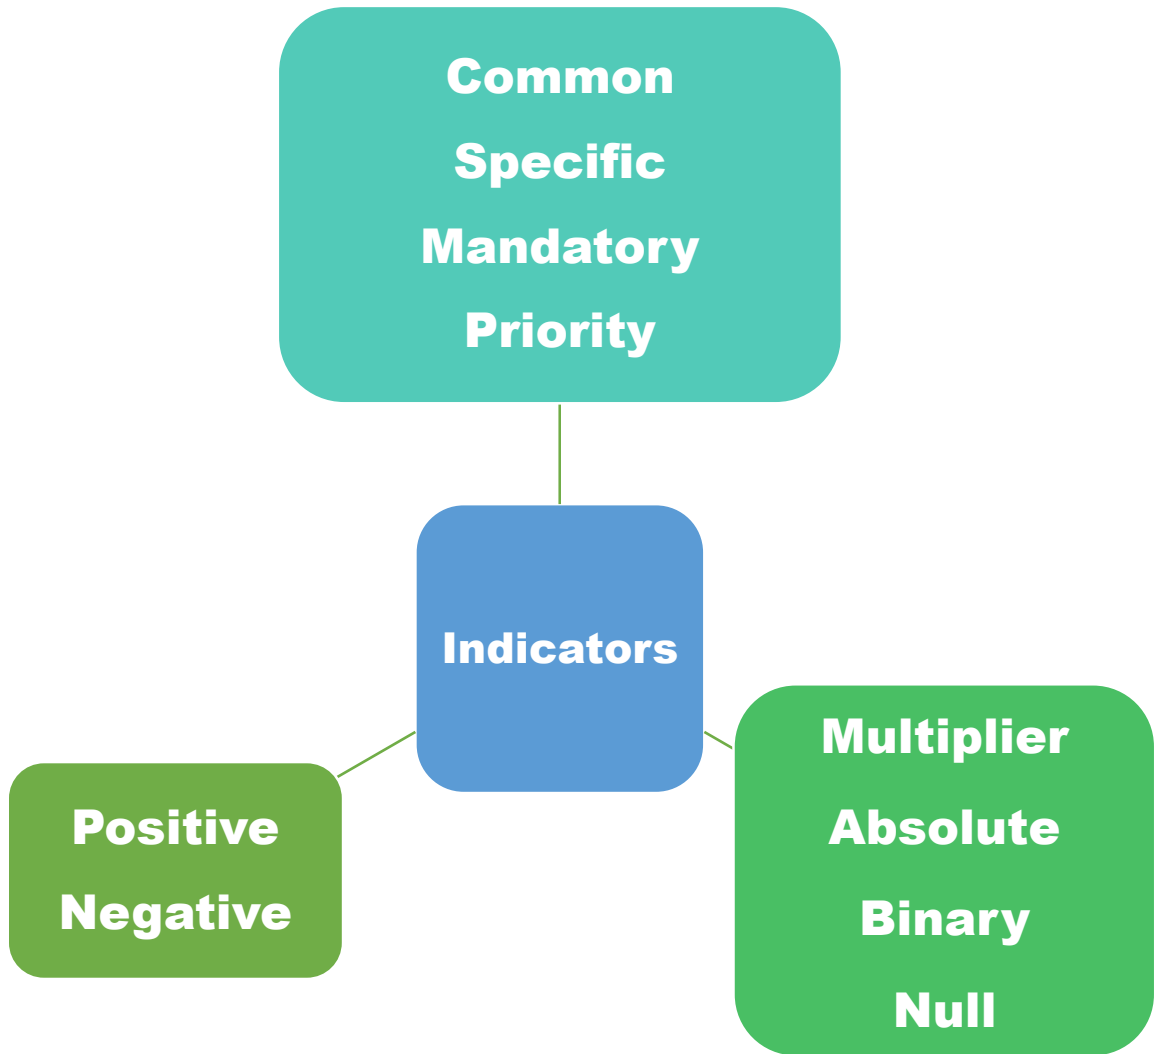 Common
Specific
Mandatory
Priority
Indicators
Positive
Negative
Multiplier
Absolute
Binary
Null